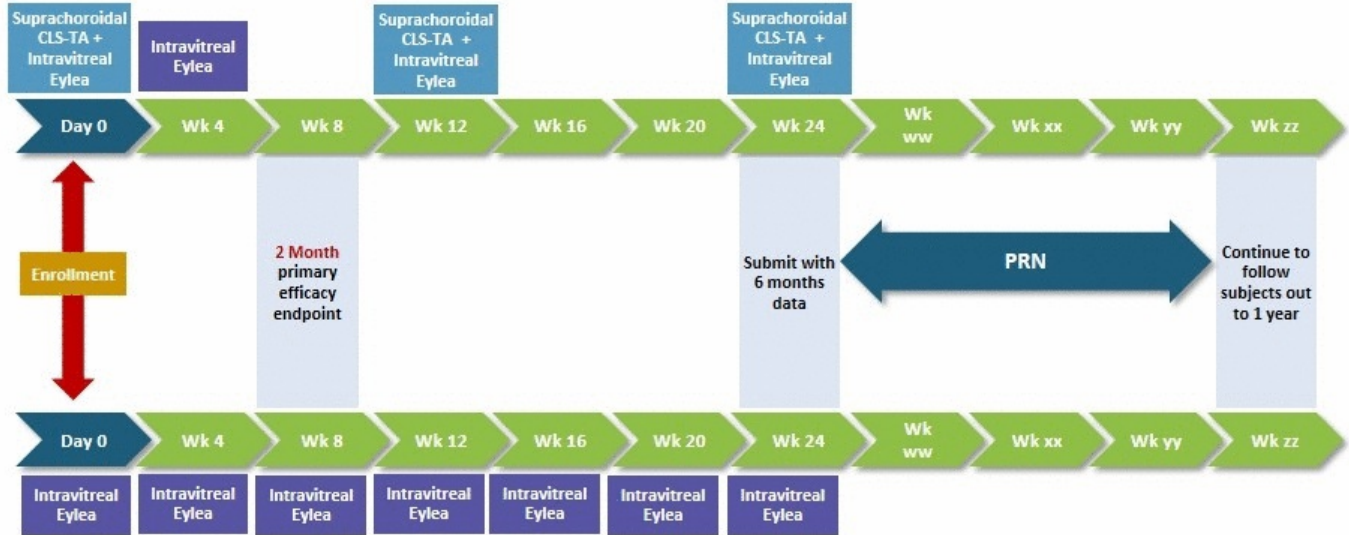 Suprachoroidal
CLS-TA +
Intravitreal
Eylea
Intravitreal
Eylea
Suprachoroidal
CLS-TA +
Intravitreal
Eylea
Suprachoroidal
CLS-TA +
Intravitreal
Eylea
Day 0
Wk 4
Wk 8
Wk 12
Wk 16
Wk 20
Wk 24
Wk
ww
Wk xx
Wk yy
Wk zz
Enrollment
2 Month
primary
efficacy
endpoint
Submit with
6 months
data
PRN
Continue to
follow
subjects out
to 1 year
Day 0
Wk 4
Wk 8
Wk 12
Wk 16
Wk 20
Wk 24
Wk
ww
Wk xx
Wk yy
Wk zz
Intravitreal
Eylea
Intravitreal
Eylea
Intravitreal
Eylea
Intravitreal
Eylea
Intravitreal
Eylea
Intravitreal
Eylea
Intravitreal
Eylea